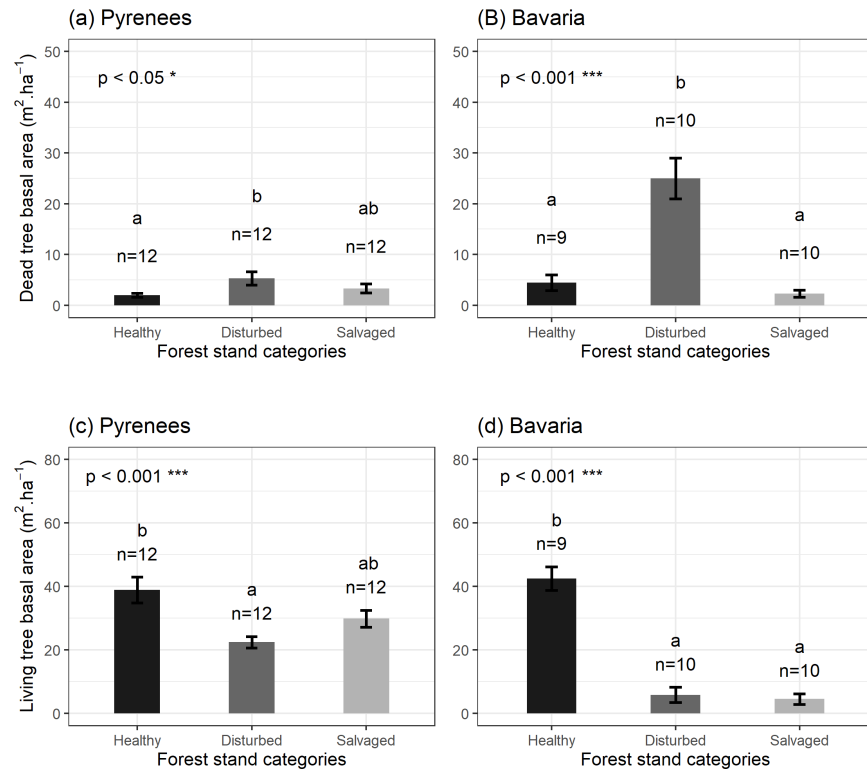 (a) Pyrenees
Dead tree basal area (m².ha⁻¹)
50
40
30
20
10
0
p < 0.05 *
a
n=12
b
n=12
ab
n=12
Healthy Disturbed Salvaged
Forest stand categories
(B) Bavaria
50
40
30
20
10
0
p < 0.001 ***
a
n=9
b
n=10
a
n=10
Healthy Disturbed Salvaged
Forest stand categories
(c) Pyrenees
Living tree basal area (m².ha⁻¹)
80
60
40
20
0
p < 0.001 ***
b
n=12
a
n=12
ab
n=12
Healthy Disturbed Salvaged
Forest stand categories
(d) Bavaria
80
60
40
20
0
p < 0.001 ***
b
n=9
a
n=10
a
n=10
Healthy Disturbed Salvaged
Forest stand categories